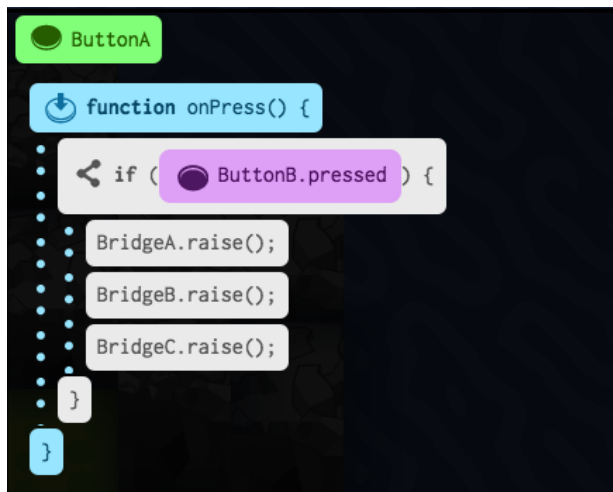 ButtonA
function onPress() {
if ( ButtonB.pressed ) {
BridgeA.raise();
BridgeB.raise();
BridgeC.raise();
}
}